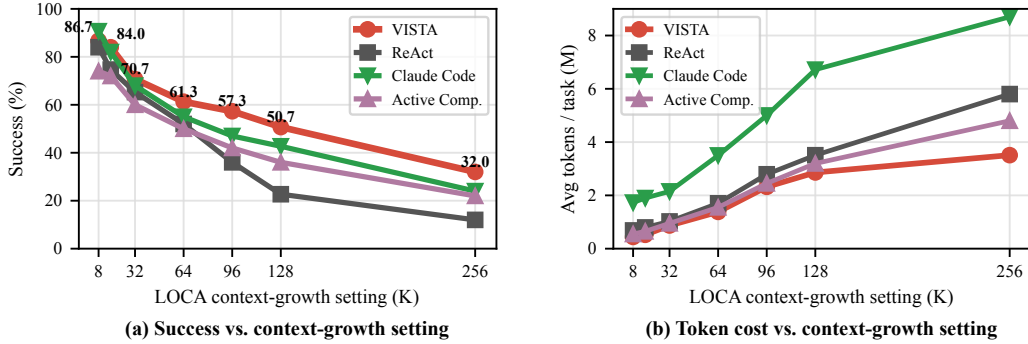 100
80
60
40
20
0
Success (%)
86.7
84.0
70.7
61.3
57.3
50.7
32.0
VISTA
ReAct
Claude Code
Active Comp.
8
32
64
96
128
256
LOCA context-growth setting (K)
(a) Success vs. context-growth setting
8
6
4
2
0
Avg tokens / task (M)
VISTA
ReAct
Claude Code
Active Comp.
8
32
64
96
128
256
LOCA context-growth setting (K)
(b) Token cost vs. context-growth setting